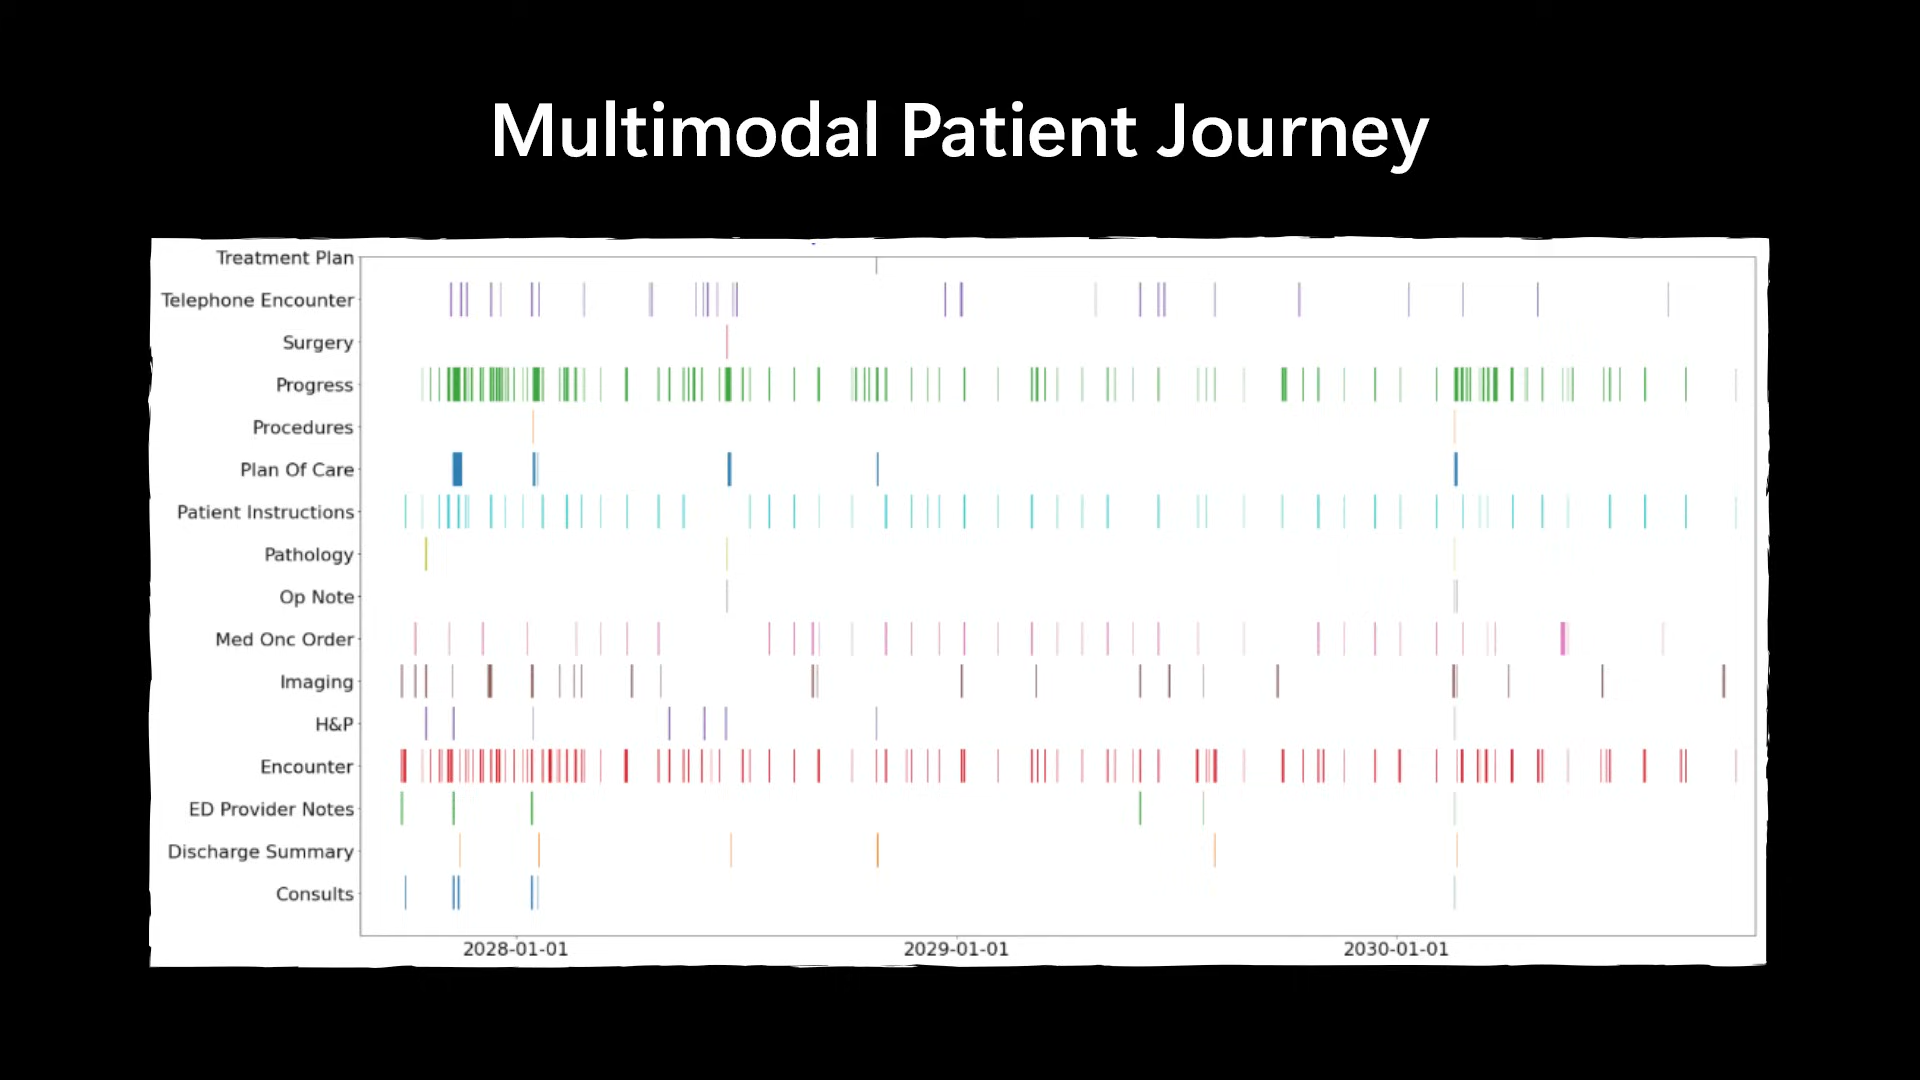 Multimodal Patient Journey
Treatment Plan
Telephone Encounter
Surgery
Progress
Procedures
Plan Of Care
Patient Instructions
Pathology
Op Note
Med Onc Order
Imaging
H&P
Encounter
ED Provider Notes
Discharge Summary
Consults
2028-01-01 2029-01-01 2030-01-01